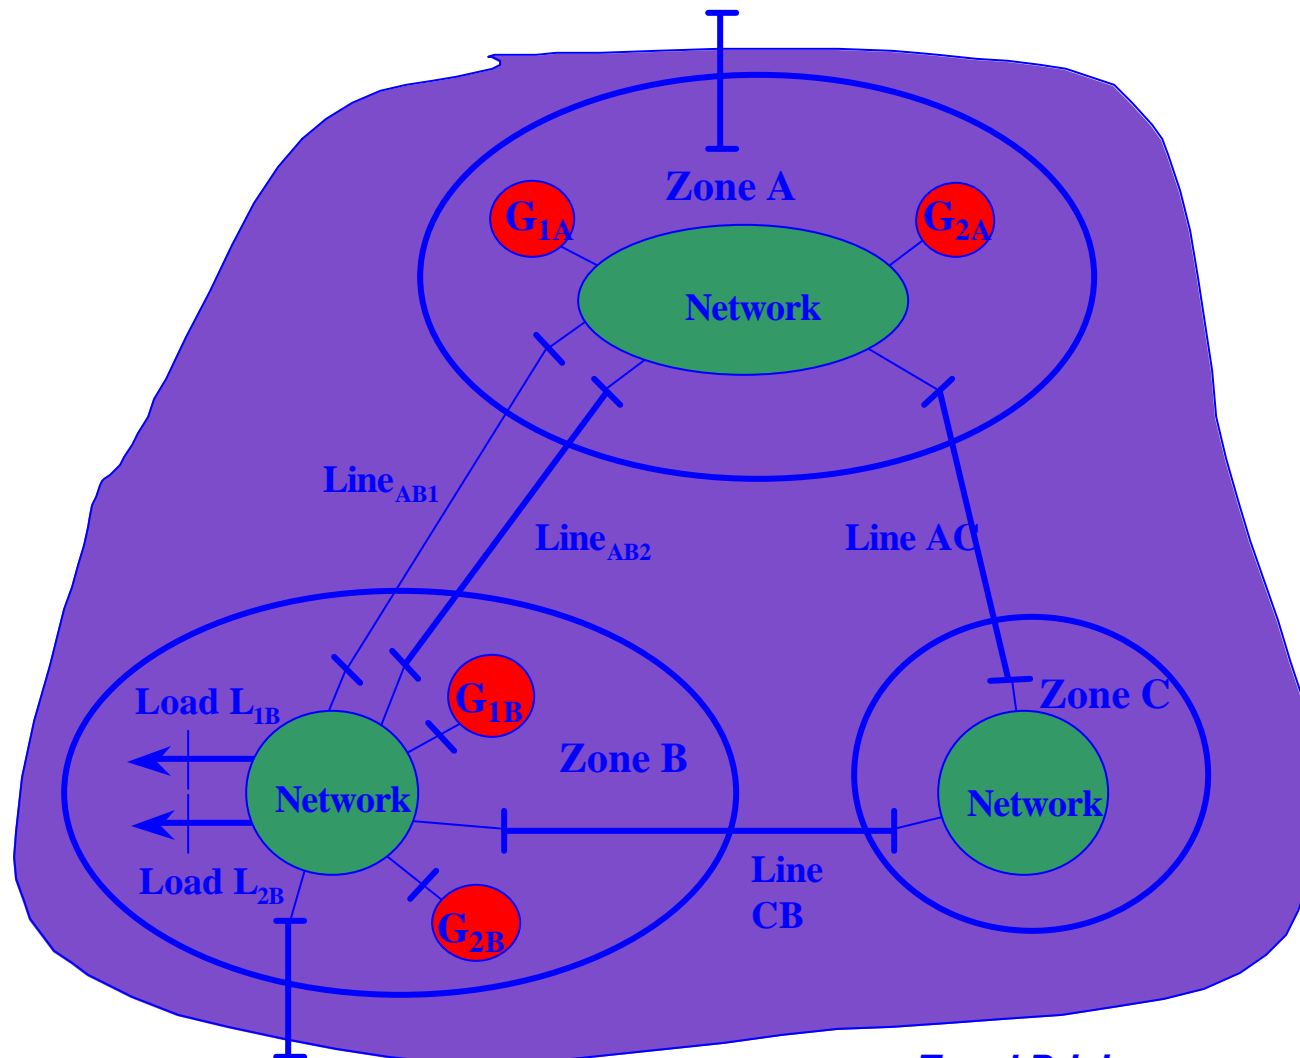 Zone A
G1A
G2A
Network
LineAB1
LineAB2
Line AC
Load L1B
G1B
Zone C
Zone B
Network
Network
Load L2B
Line
CB
G2B